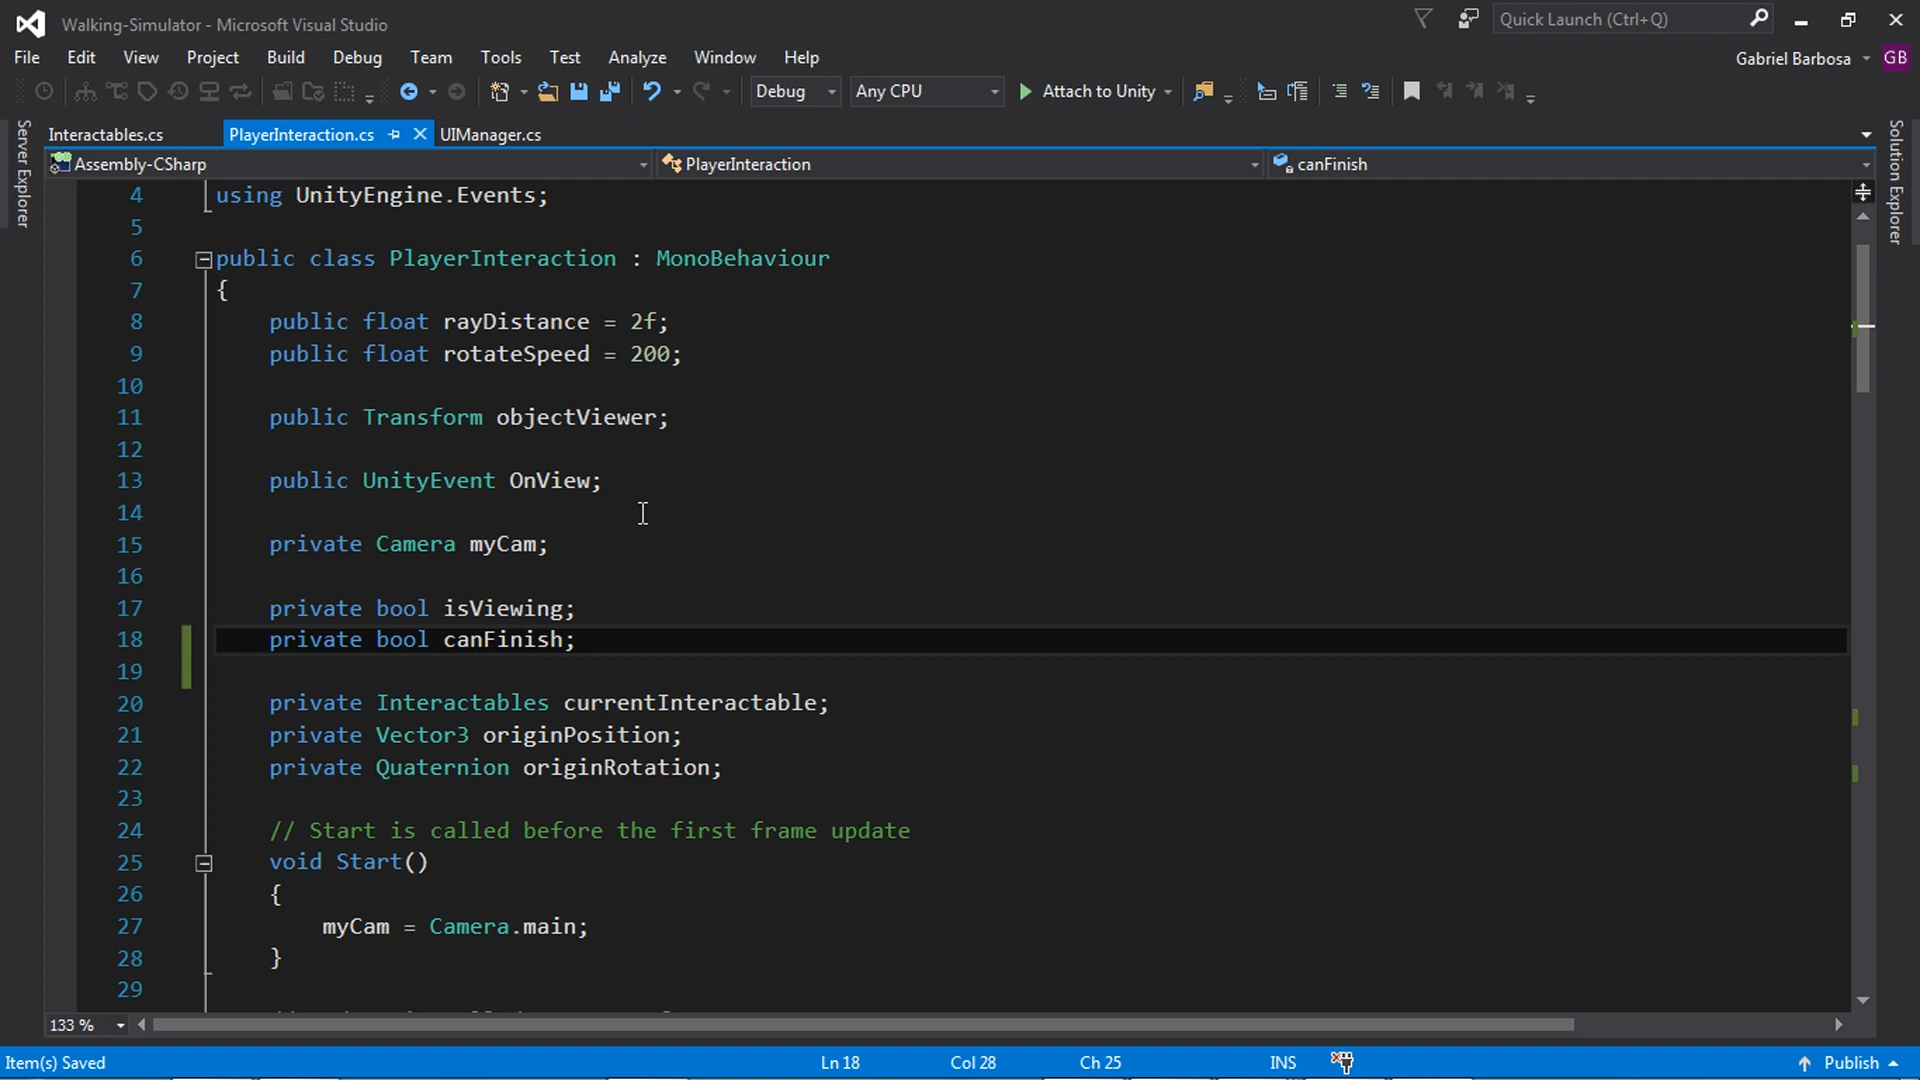 Walking-Simulator - Microsoft Visual Studio
Quick Launch (Ctrl+Q)
File Edit View Project Build Debug Team Tools Test Analyze Window Help
Gabriel Barbosa GB
Debug Any CPU Attach to Unity
Server Explorer
Solution Explorer
Interactables.cs PlayerInteraction.cs UIManager.cs
Assembly-CSharp PlayerInteraction canFinish
4 using UnityEngine.Events;
5
6 public class PlayerInteraction : MonoBehaviour
7 {
8 public float rayDistance = 2f;
9 public float rotateSpeed = 200;
10
11 public Transform objectViewer;
12
13 public UnityEvent OnView;
14
15 private Camera myCam;
16
17 private bool isViewing;
18 private bool canFinish;
19
20 private Interactables currentInteractable;
21 private Vector3 originPosition;
22 private Quaternion originRotation;
23
24 // Start is called before the first frame update
25 void Start()
26 {
27 myCam = Camera.main;
28 }
29
133 %
Item(s) Saved Ln 18 Col 28 Ch 25 INS Publish